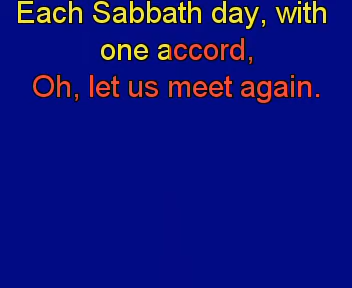 Each Sabbath day, with
one accord,
Oh, let us meet again.